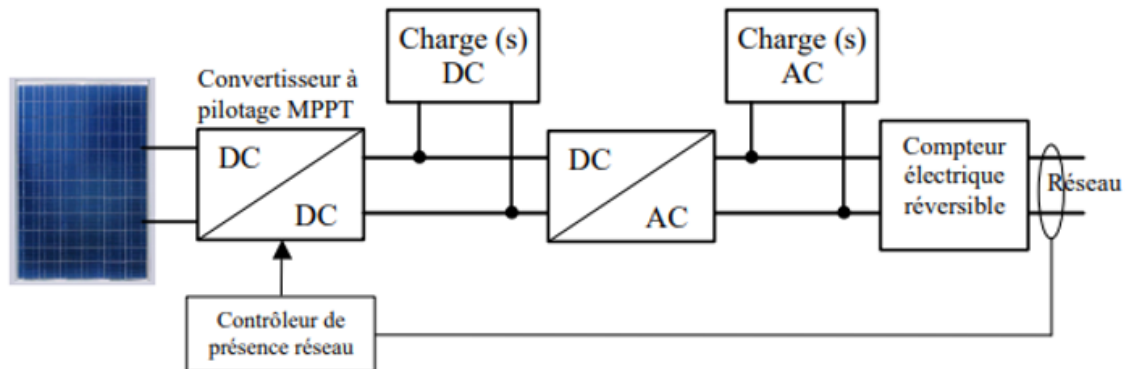 Charge (s)
DC
Charge (s)
AC
Convertisseur à
pilotage MPPT
DC
DC
DC
AC
Compteur
électrique
réversible
Réseau
Contrôleur de
présence réseau